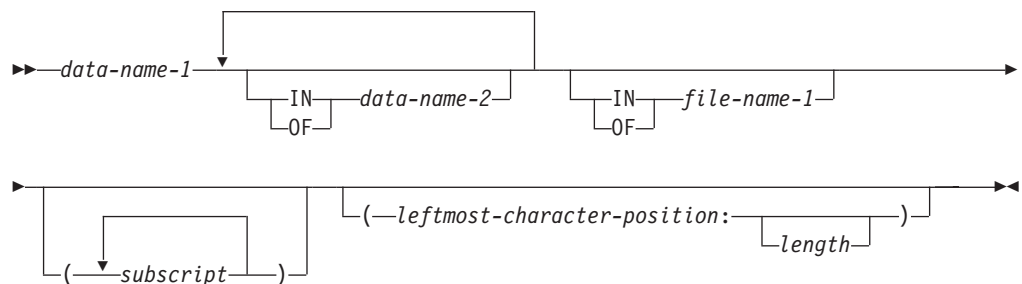 data-name-1
IN data-name-2 IN file-name-1
OF OF
( leftmost-character-position: )
length
( subscript )